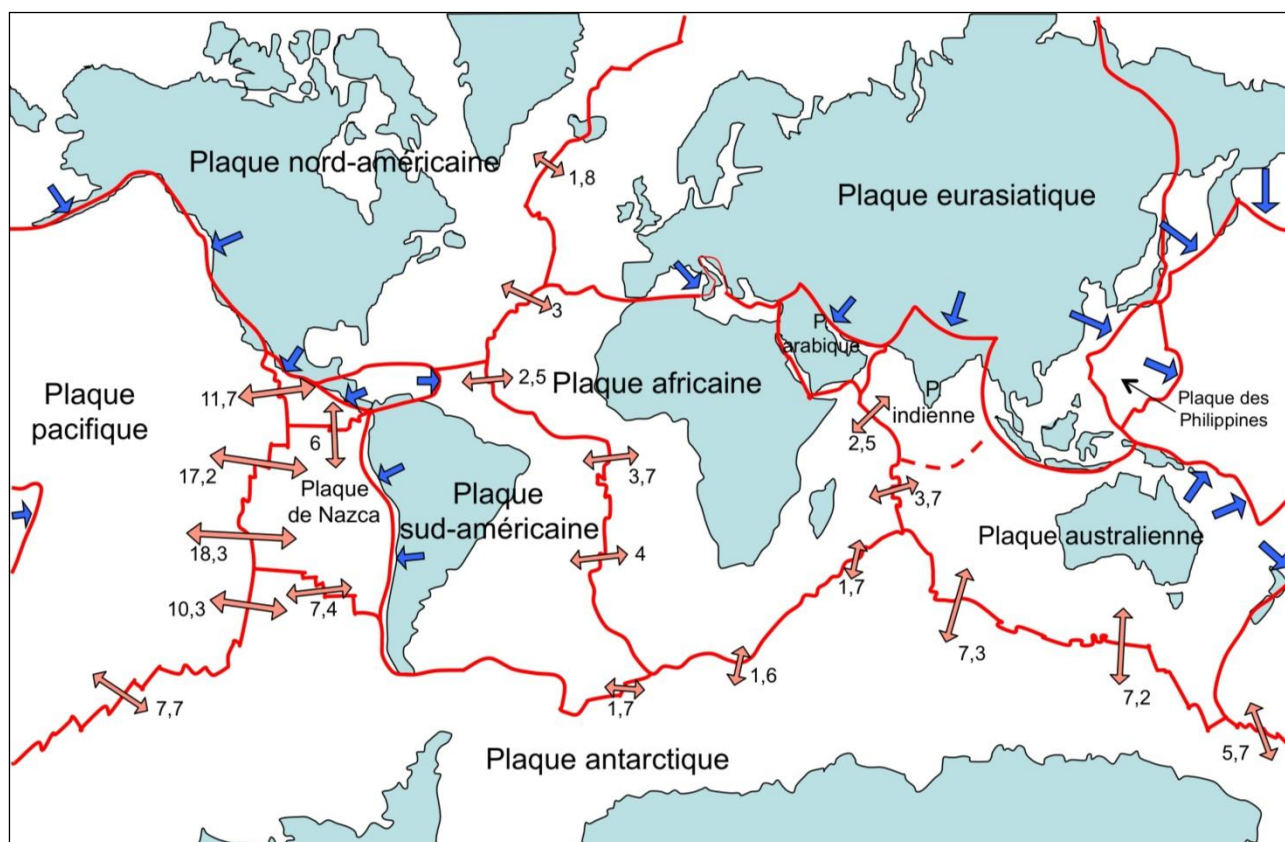 Plaque nord-américaine
1,8
Plaque eurasiatique
3
P
arabique
Plaque
pacifique
11,7
2,5
Plaque africaine
P
indienne
Plaque des
Philippines
6
2,5
17,2
Plaque
de Nazca
Plaque
sud-américaine
3,7
3,7
Plaque australienne
18,3
4
10,3
7,4
1,7
7,3
1,6
7,2
7,7
1,7
5,7
Plaque antarctique